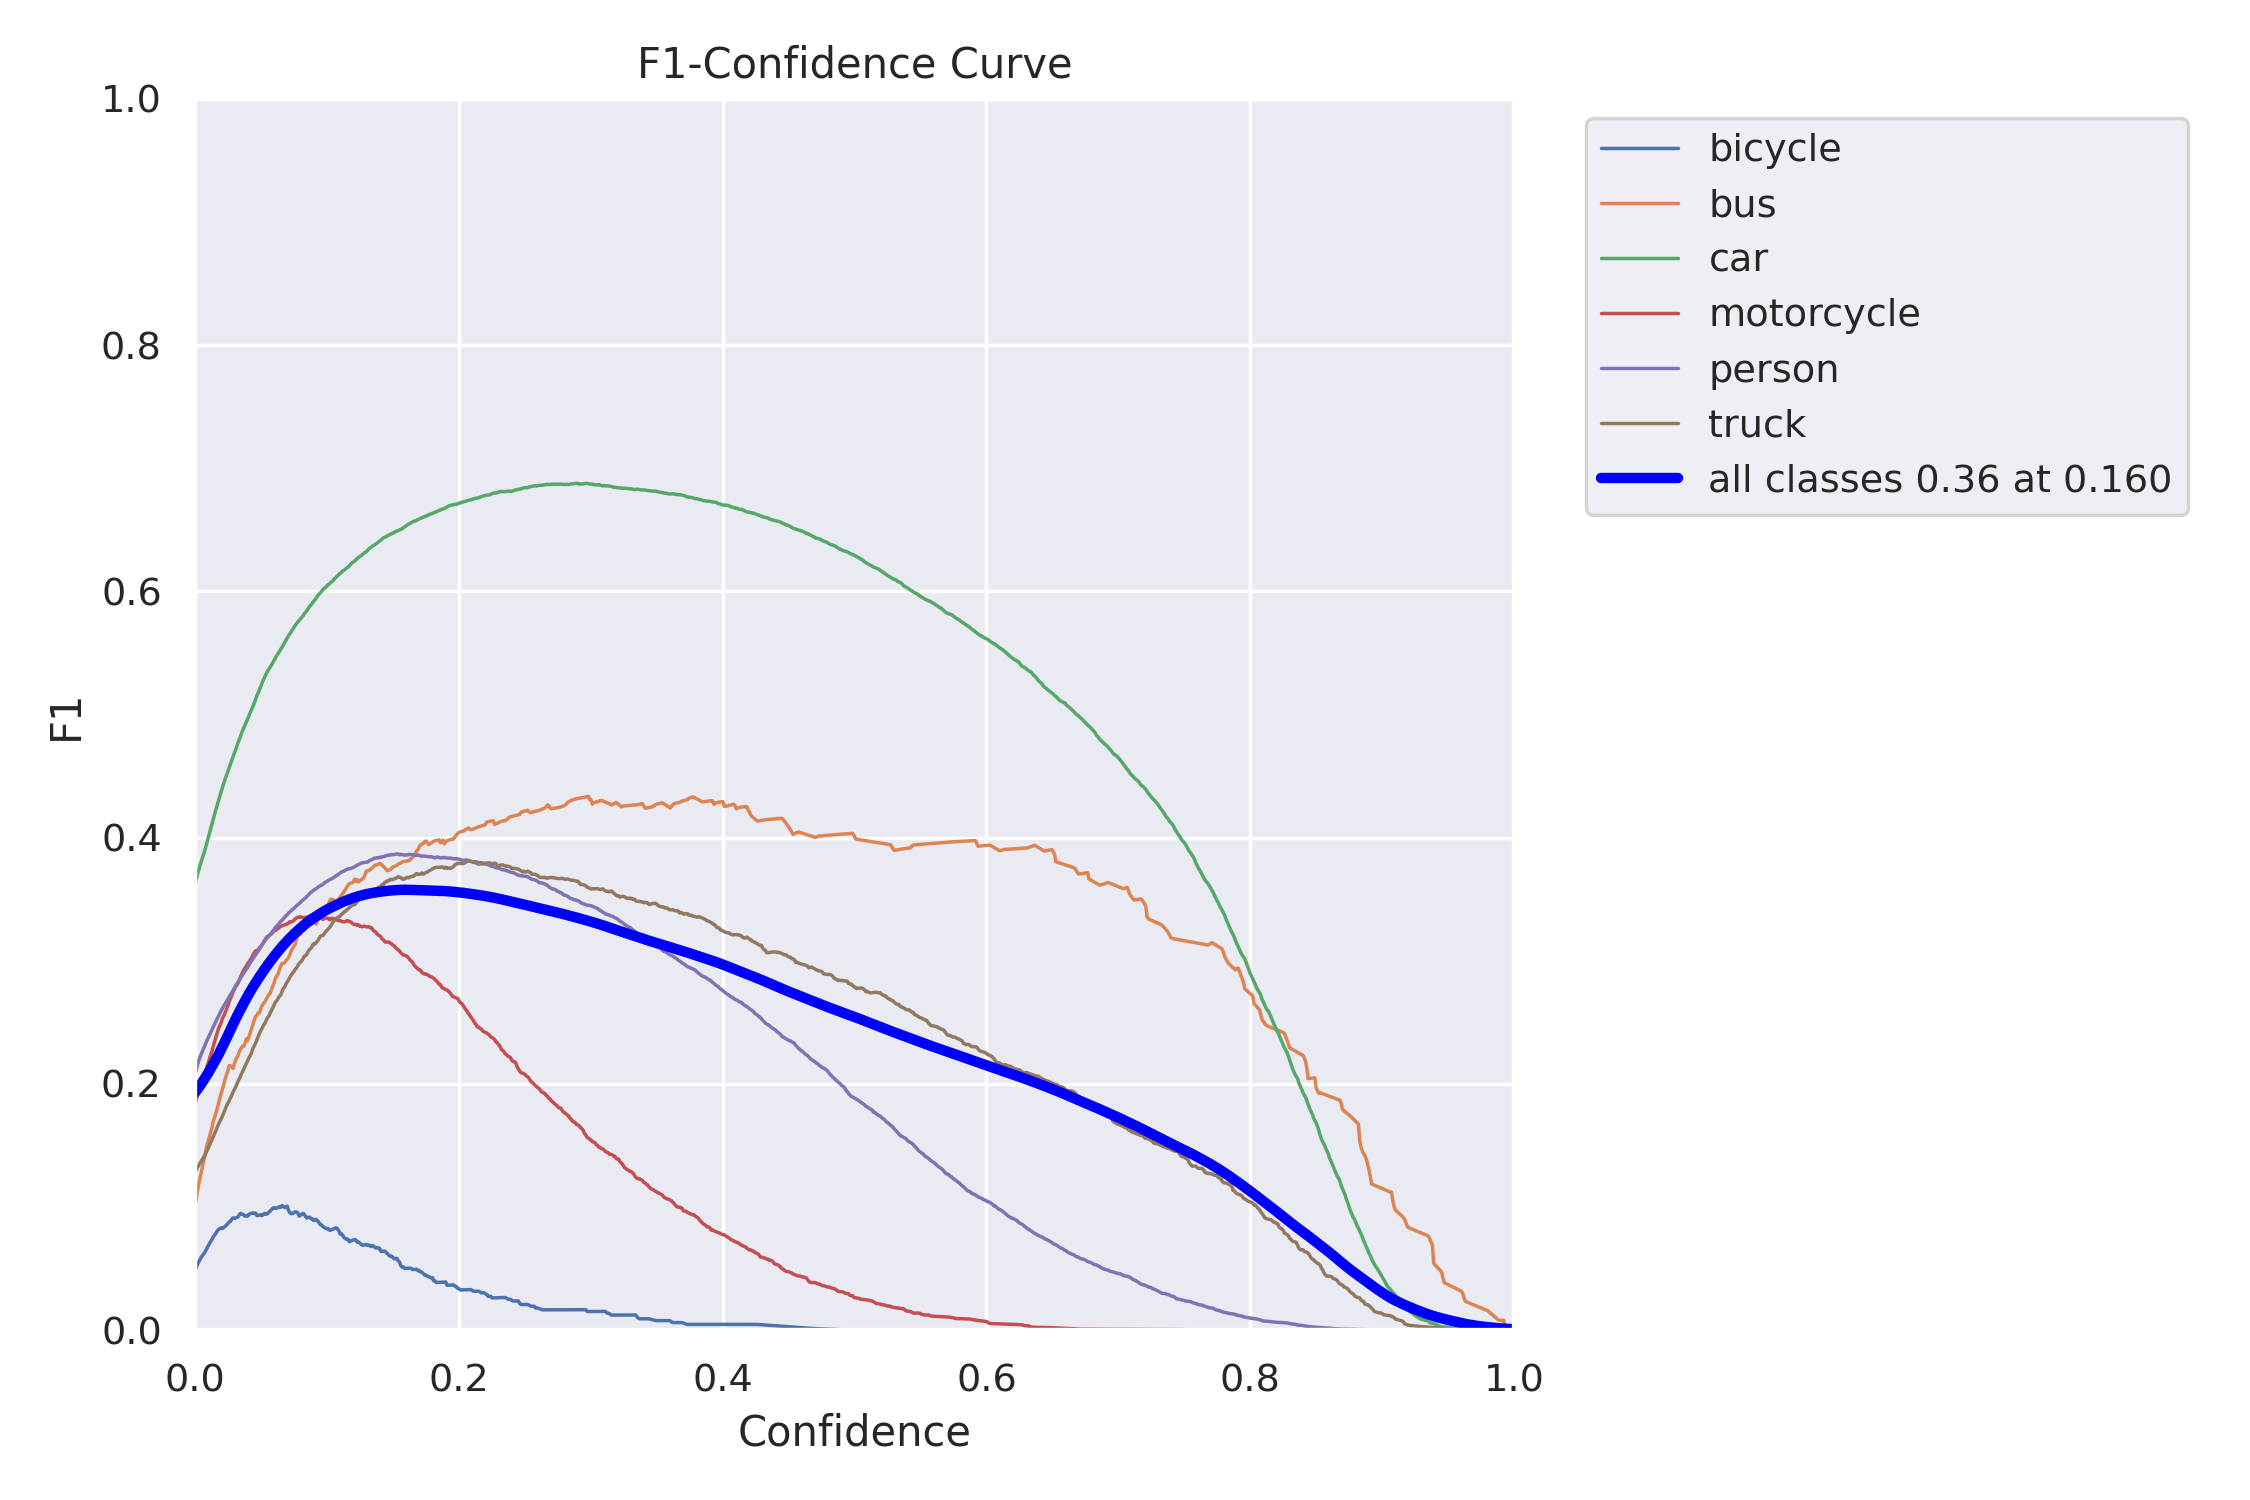 F1-Confidence Curve
1.0
0.8
0.6
0.4
0.2
0.0
F1
0.0 0.2 0.4 0.6 0.8 1.0
Confidence
bicycle
bus
car
motorcycle
person
truck
all classes 0.36 at 0.160